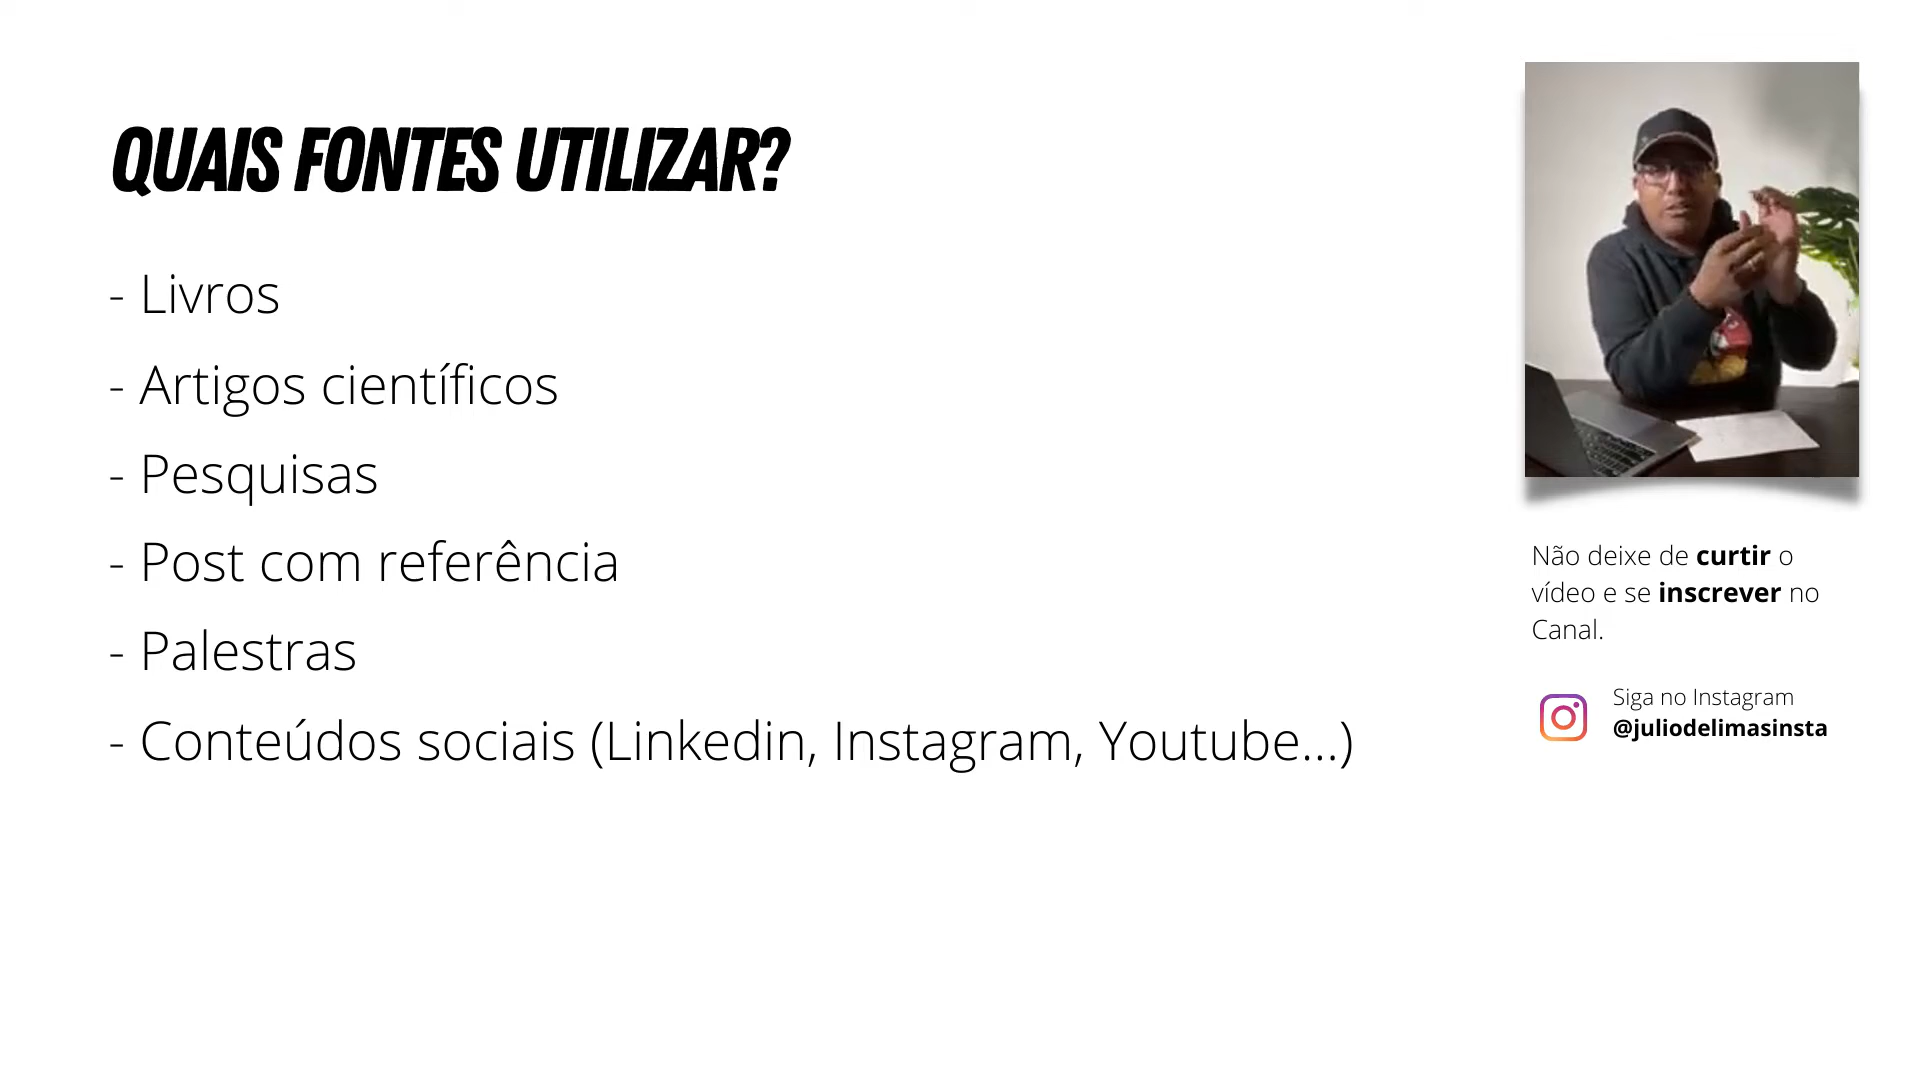 QUAIS FONTES UTILIZAR?
- Livros
- Artigos científicos
- Pesquisas
- Post com referência
- Palestras
- Conteúdos sociais (Linkedin, Instagram, Youtube...)
Não deixe de curtir o
vídeo e se inscrever no
Canal.
Siga no Instagram
@juliodelimasinsta